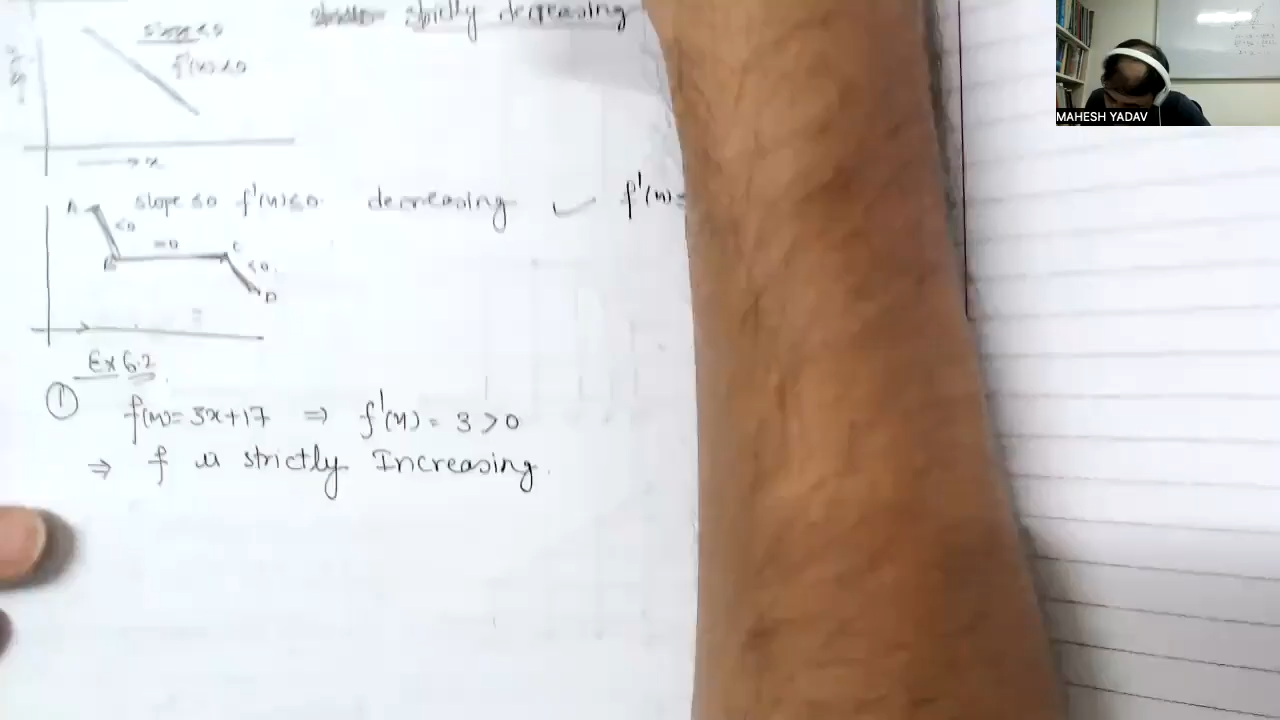 strictly decreasing
slope<0
f'(x)<0
x
MAHESH YADAV
A slope ≤0 f'(x)≤0 decreasing ✓ f'(x)=
<0
=0 C
B <0
D
Ex 6.2
① f(x)=3x+17 ⇒ f'(x) = 3 >0
⇒ f is strictly Increasing.